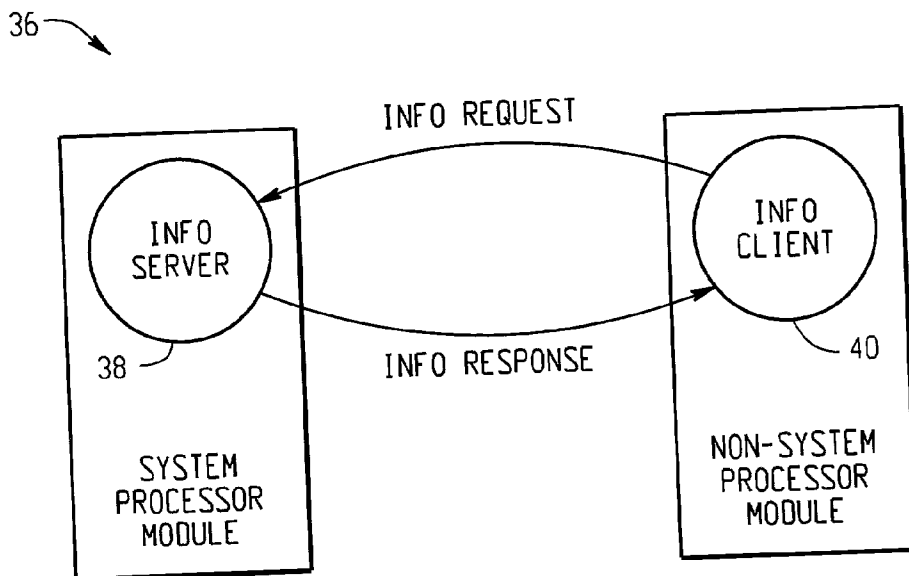 36
INFO REQUEST
INFO
SERVER
INFO
CLIENT
38
INFO RESPONSE
40
SYSTEM
PROCESSOR
MODULE
NON-SYSTEM
PROCESSOR
MODULE